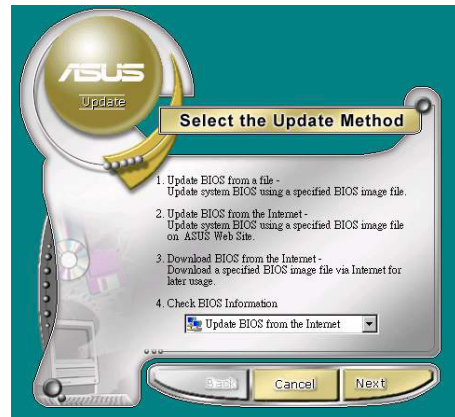 ASUS
Update
Select the Update Method
1. Update BIOS from a file -
Update system BIOS using a specified BIOS image file.
2. Update BIOS from the Internet -
Update system BIOS using a specified BIOS image file
on ASUS Web Site.
3. Download BIOS from the Internet -
Download a specified BIOS image file via Internet for
later usage.
4. Check BIOS Information
Update BIOS from the Internet
Back
Cancel
Next